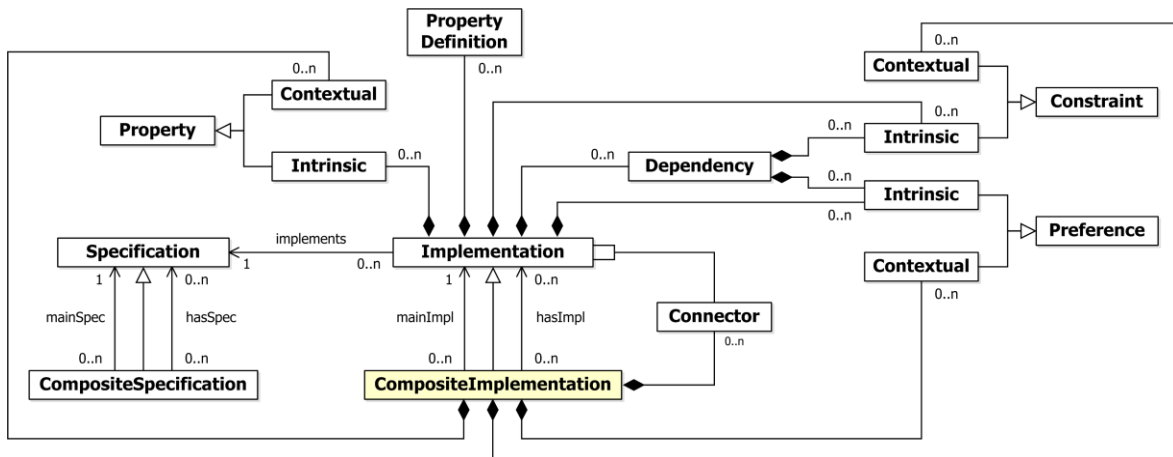 Property
Definition
0..n
0..n
Contextual
Property
Intrinsic
0..n
0..n
Contextual
Constraint
0..n
Intrinsic
0..n
0..n
Dependency
0..n
Intrinsic
0..n
Preference
Contextual
0..n
Specification
implements
1
0..n
Implementation
1
0..n
mainSpec
hasSpec
0..n
0..n
CompositeSpecification
1
0..n
mainImpl
hasImpl
0..n
0..n
CompositeImplementation
Connector
0..n